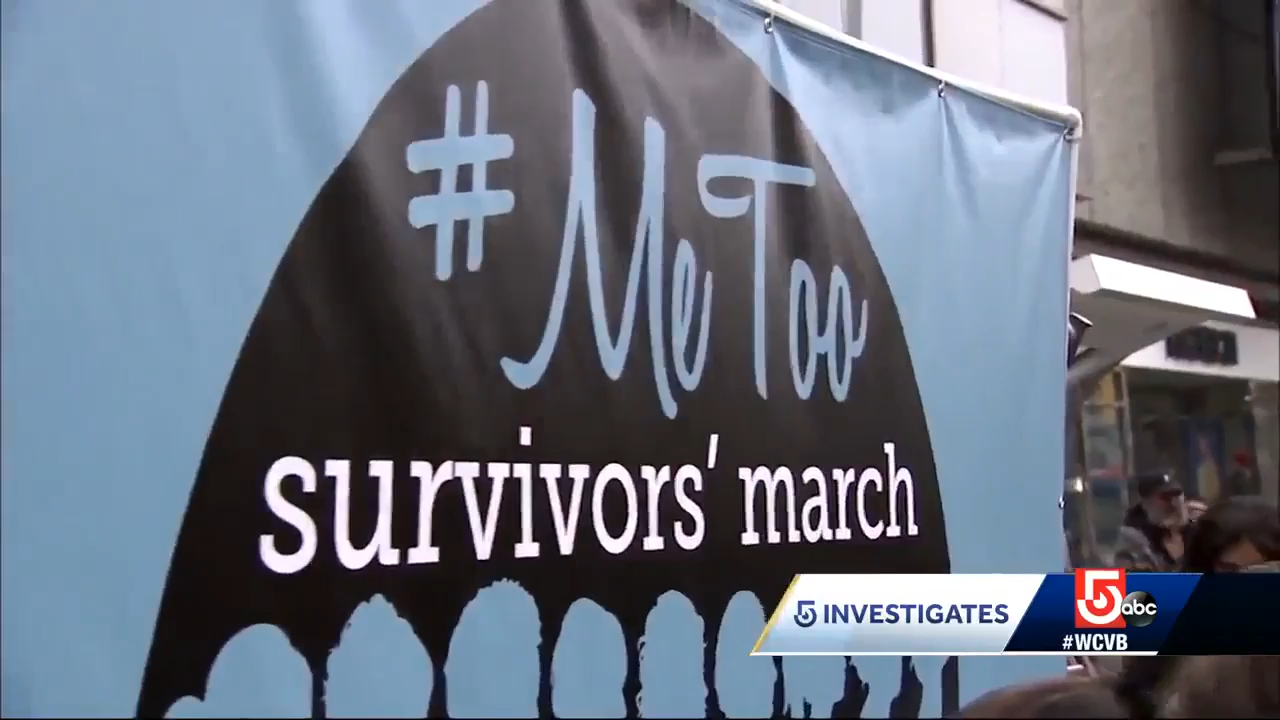 #MeToo
survivors' march
5 INVESTIGATES
5 abc
#WCVB